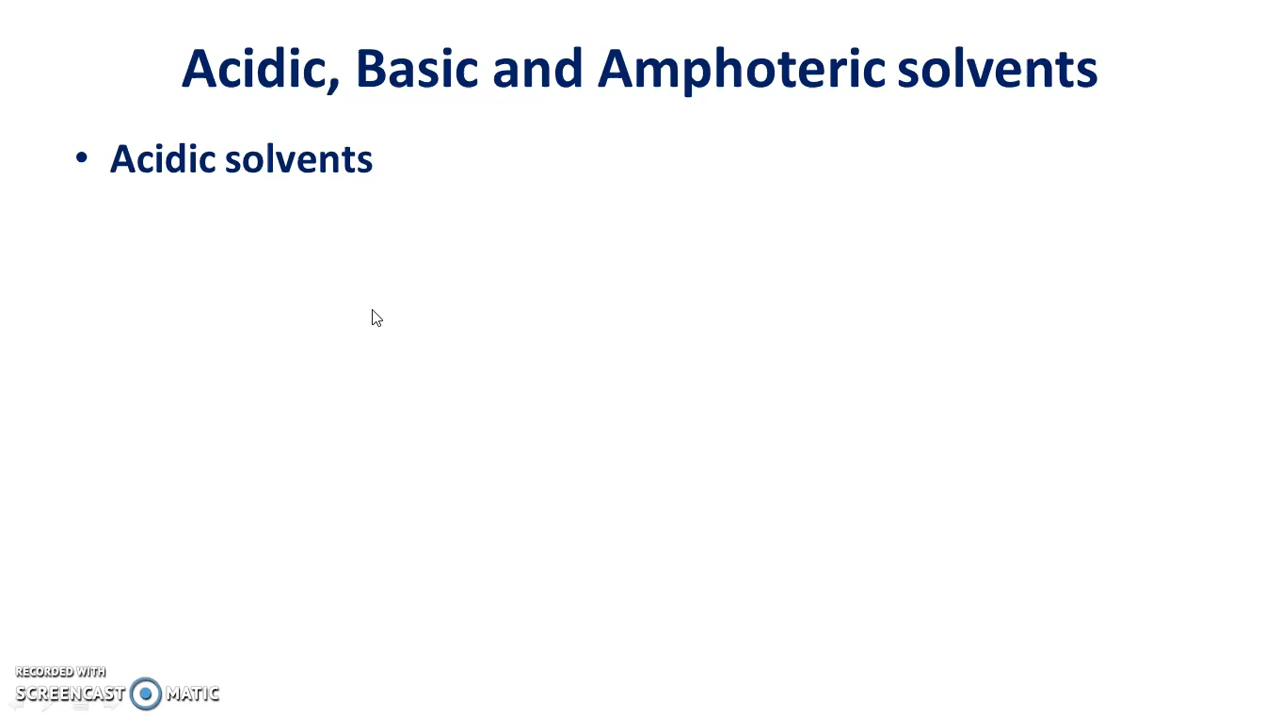 Acidic, Basic and Amphoteric solvents
• Acidic solvents
RECORDED WITH
SCREENCAST MATIC